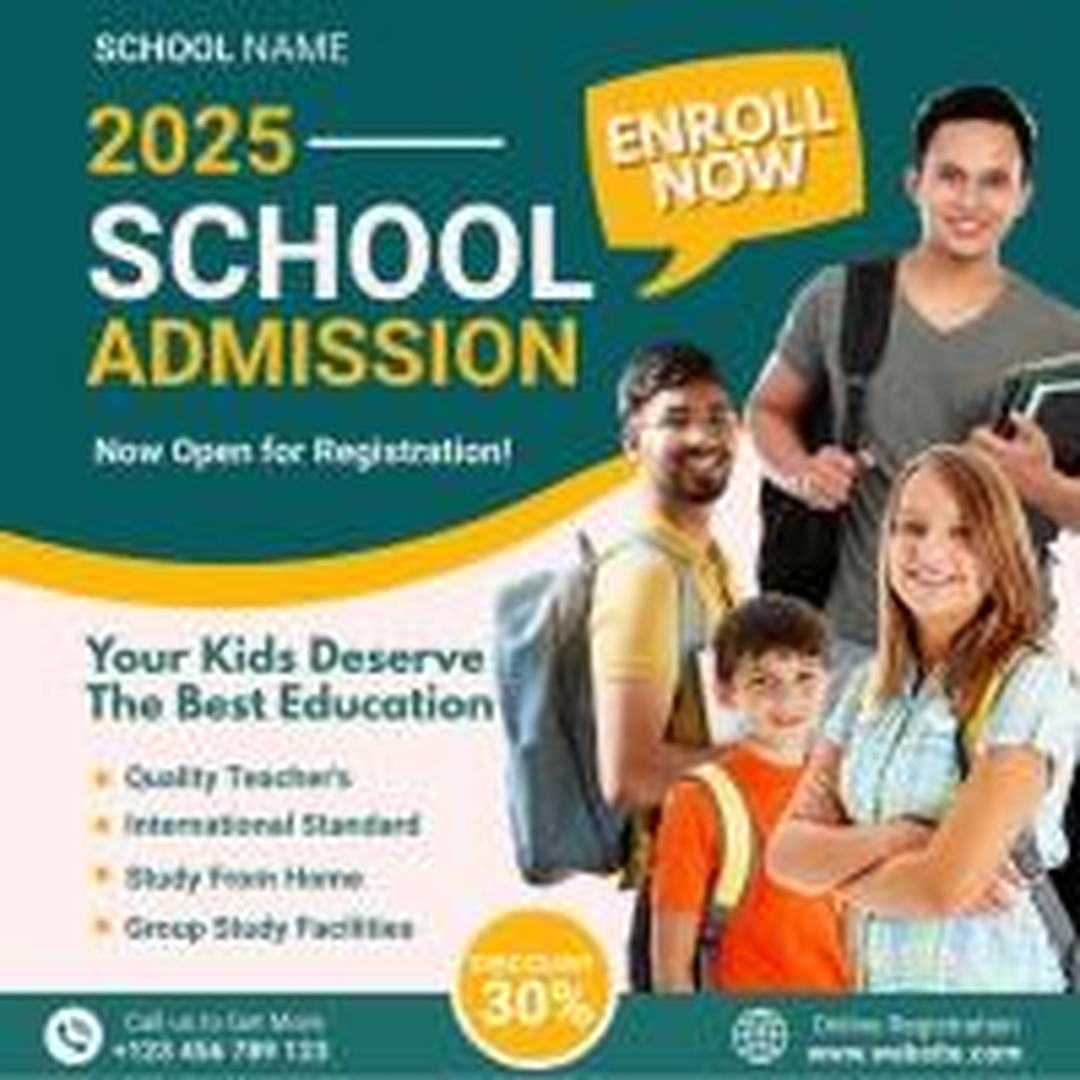 SCHOOL NAME
2025
SCHOOL
ADMISSION
Now Open for Registration!
ENROLL
NOW
Your Kids Deserve
The Best Education
Quality Teacher's
International Standard
Study From Home
Group Study Facilities
DISCOUNT
30%
Call us to Get More
+123 456 789 123
Online Registration
www.website.com